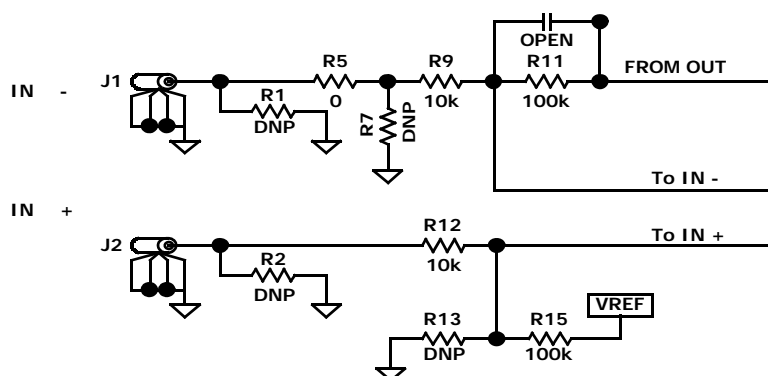 OPEN
R5
R9
R11
FROM OUT
J1
IN -
R1
0
10k
100k
DNP
R7
DNP
To IN -
IN +
R12
To IN +
J2
R2
10k
DNP
VREF
R13
R15
DNP
100k